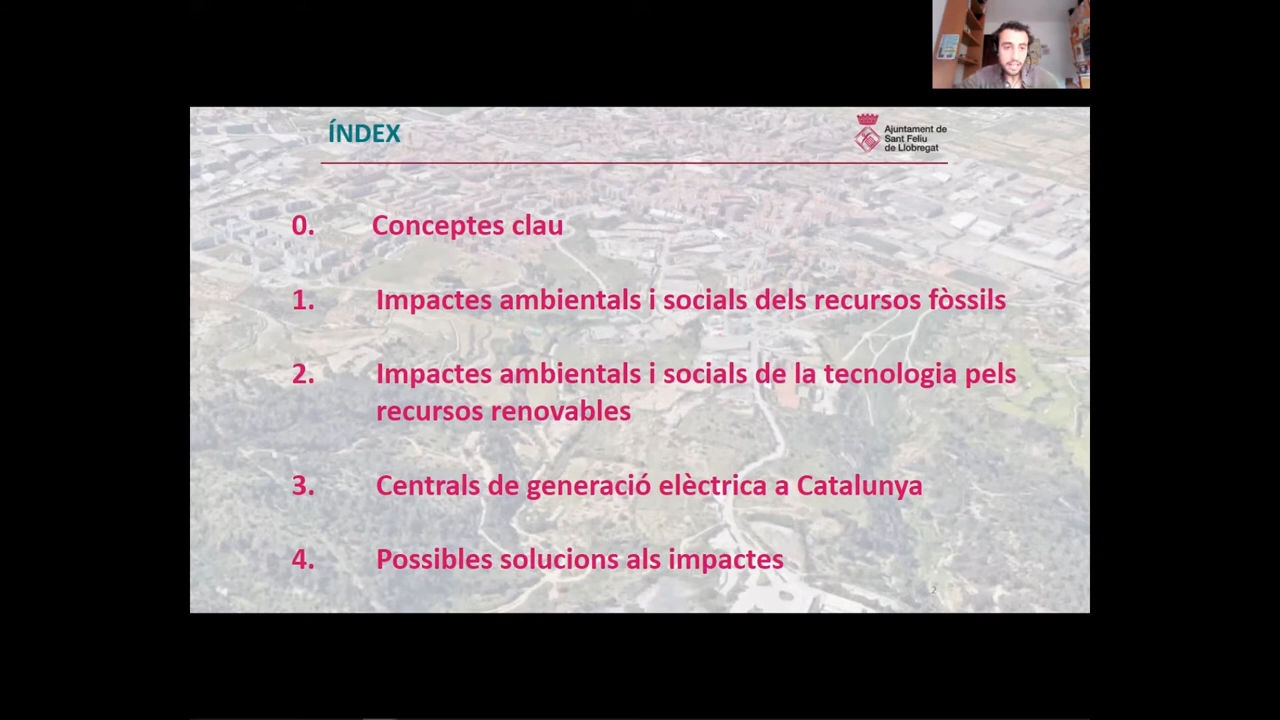 ÍNDEX
Ajuntament de
Sant Feliu
de Llobregat
0. Conceptes clau
1. Impactes ambientals i socials dels recursos fòssils
2. Impactes ambientals i socials de la tecnologia pels
recursos renovables
3. Centrals de generació elèctrica a Catalunya
4. Possibles solucions als impactes
2